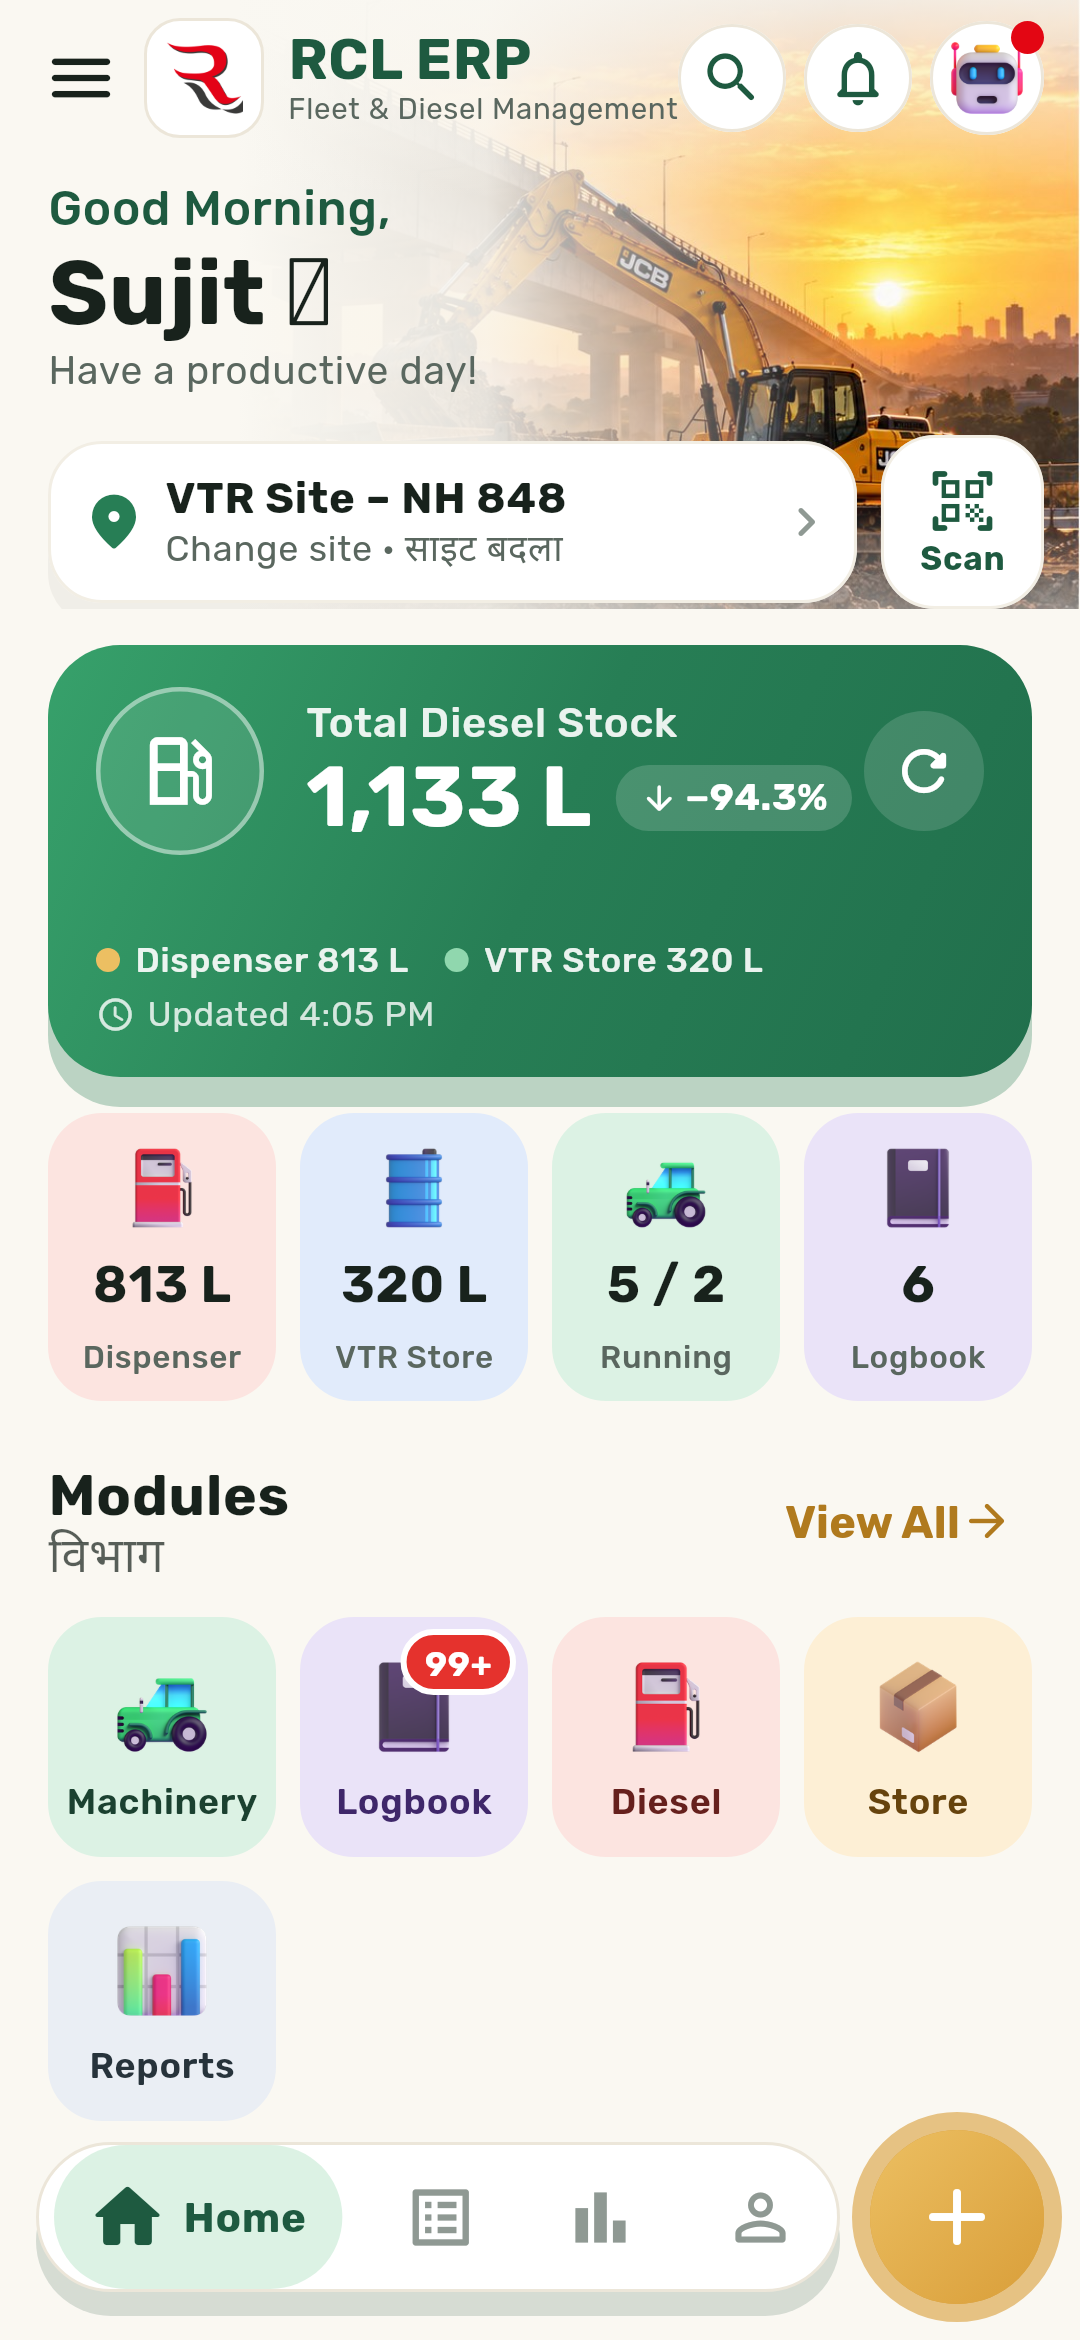 RCL ERP
Fleet & Diesel Management
Good Morning,
Sujit
Have a productive day!
JCB
VTR Site – NH 848
Change site • साइट बदला
Scan
Total Diesel Stock
1,133 L
–94.3%
Dispenser 813 L
VTR Store 320 L
Updated 4:05 PM
813 L
Dispenser
320 L
VTR Store
5 / 2
Running
6
Logbook
Modules
विभाग
View All
Machinery
99+
Logbook
Diesel
Store
Reports
Home